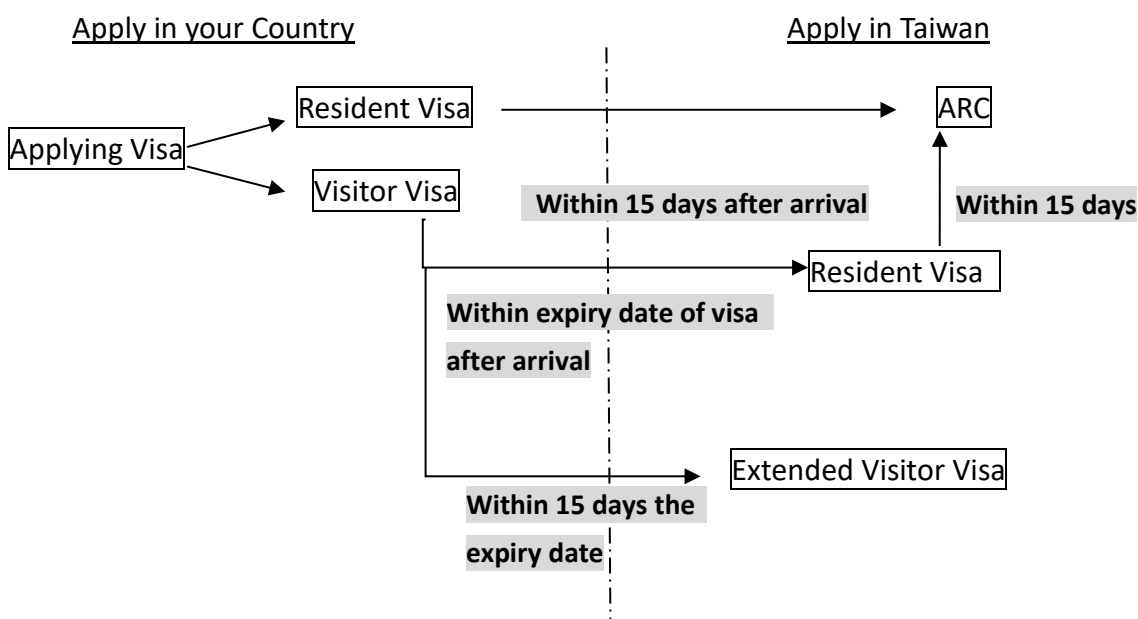 Apply in your Country
Apply in Taiwan
Resident Visa
ARC
Applying Visa
Visitor Visa
Within 15 days after arrival
Within 15 days
Resident Visa
Within expiry date of visa
after arrival
Extended Visitor Visa
Within 15 days the
expiry date